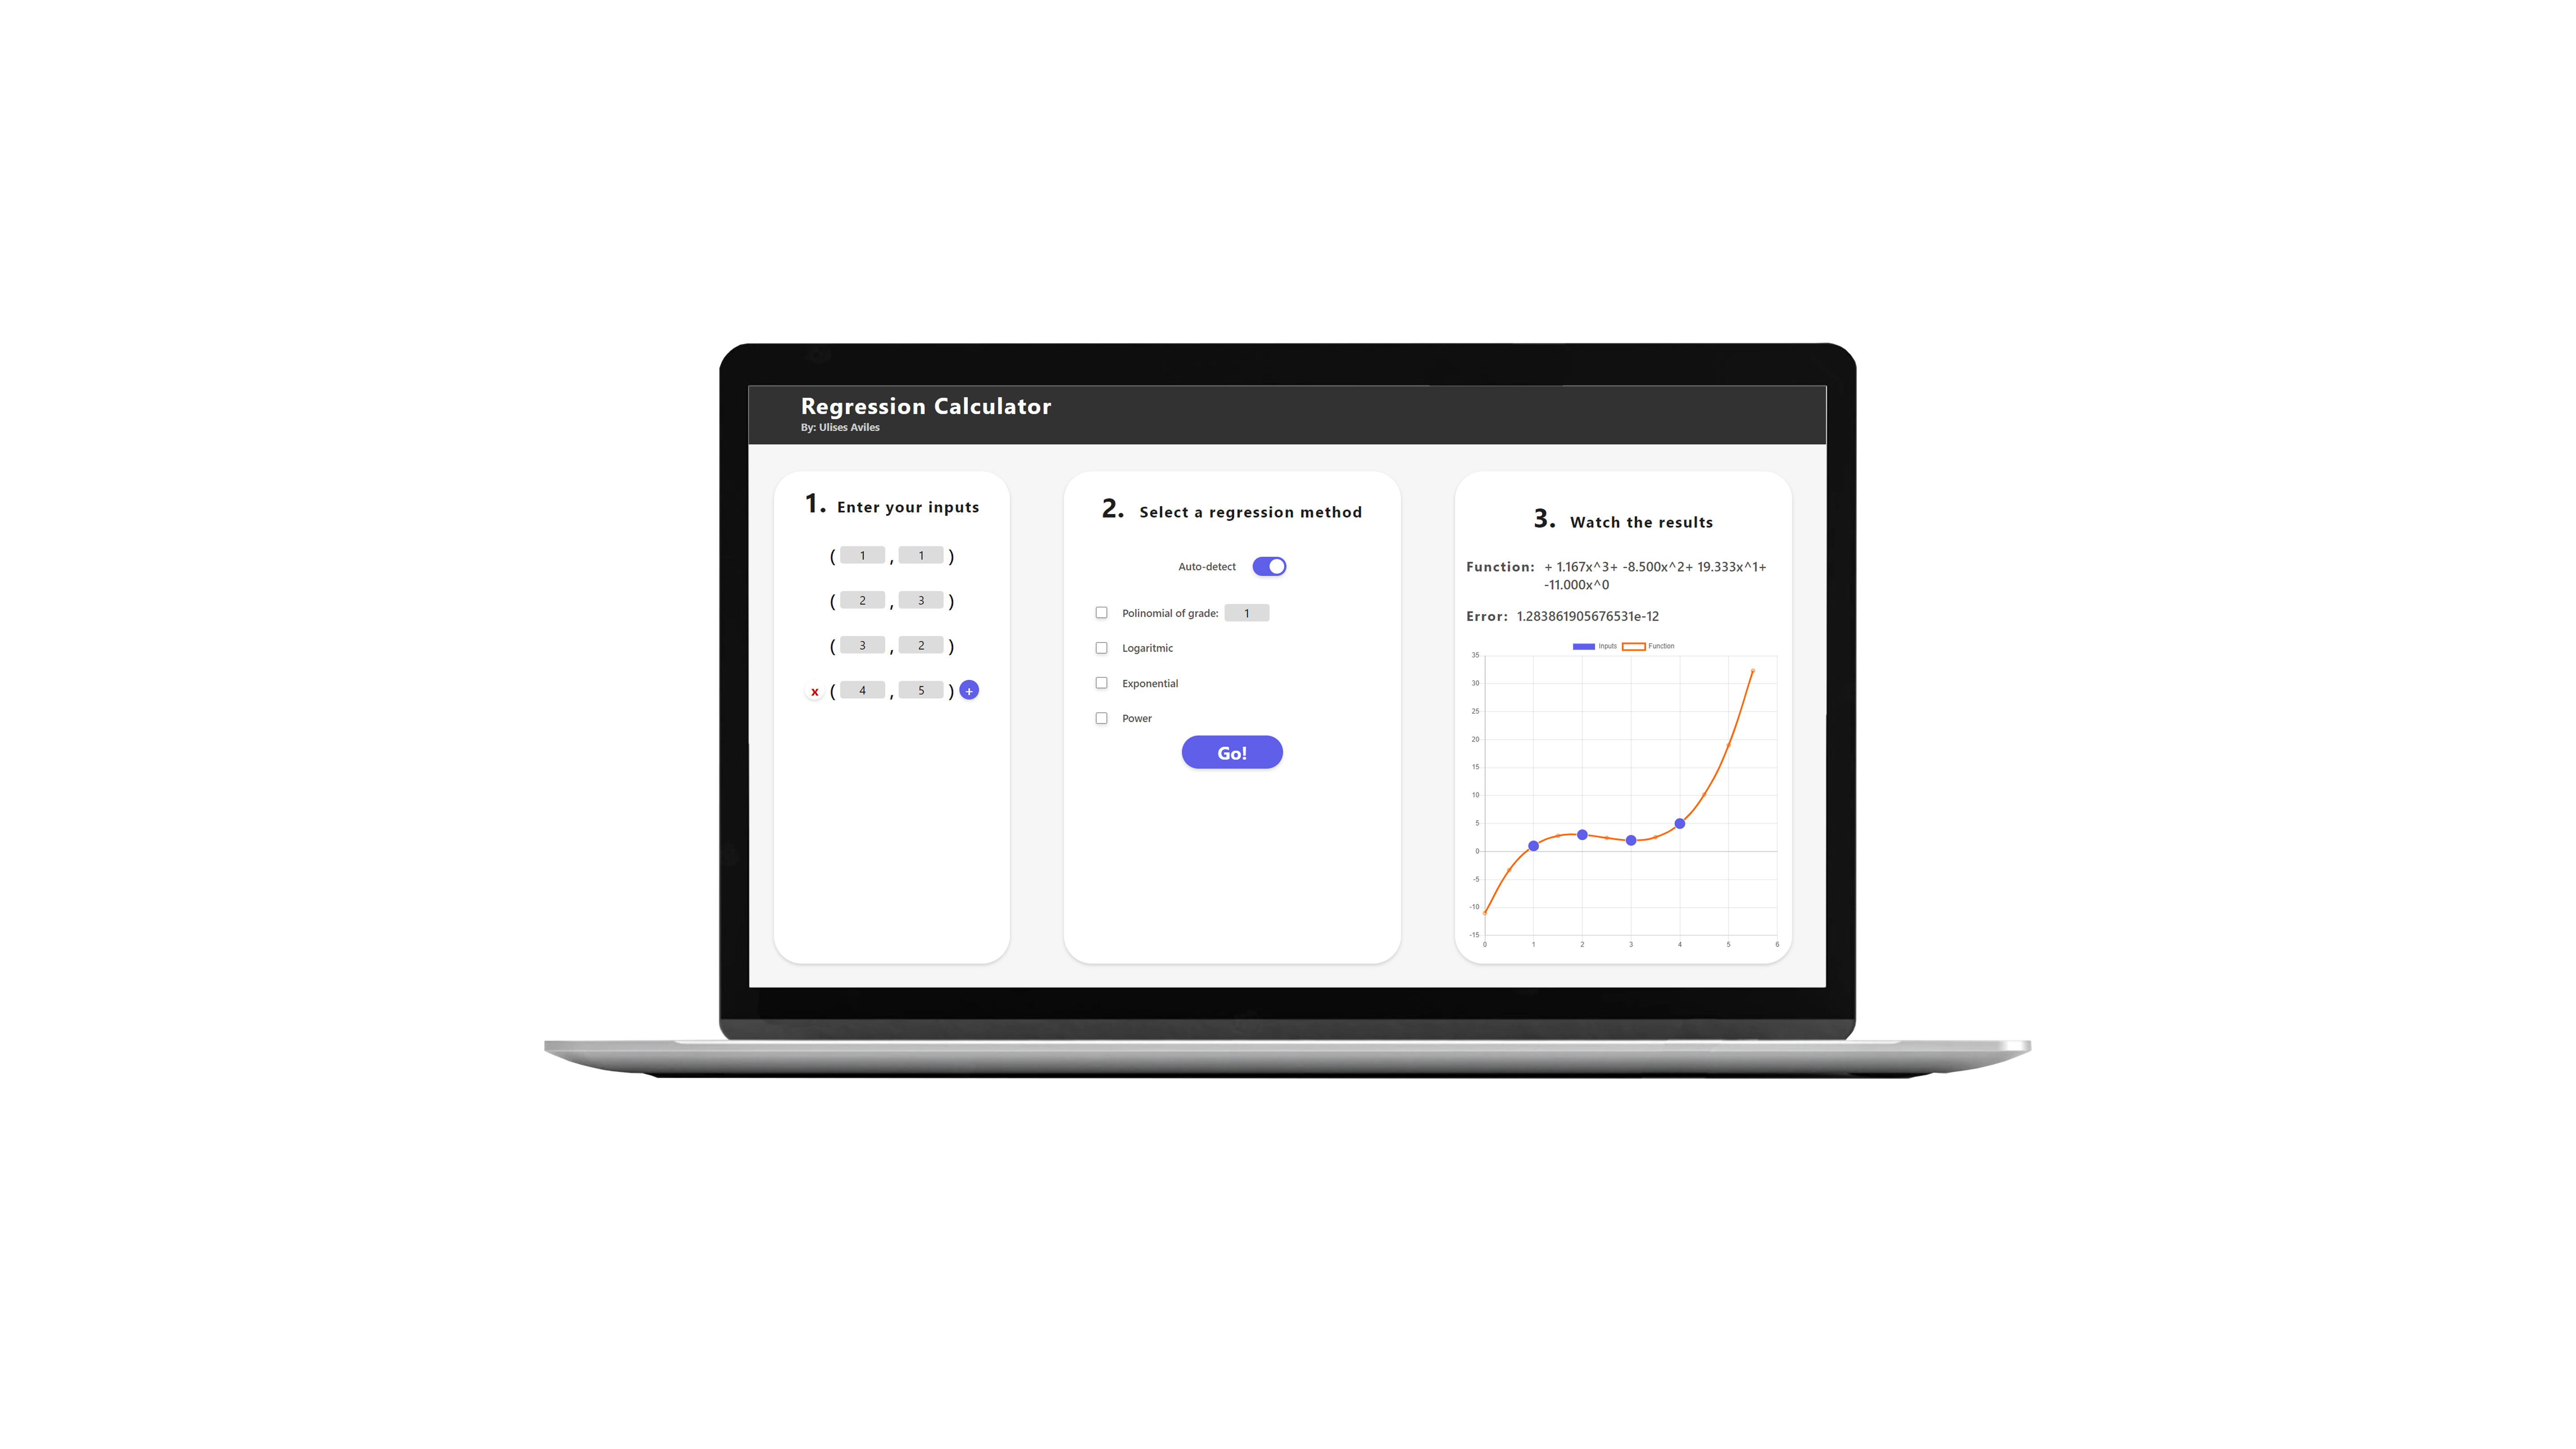 Regression Calculator
By: Ulises Aviles
1. Enter your inputs
( 1 , 1 )
( 2 , 3 )
( 3 , 2 )
x ( 4 , 5 ) +
2. Select a regression method
Auto-detect
Polinomial of grade: 1
Logaritmic
Exponential
Power
Go!
3. Watch the results
Function: + 1.167x^3+ -8.500x^2+ 19.333x^1+
-11.000x^0
Error: 1.283861905676531e-12
Inputs Function
35
30
25
20
15
10
5
0
-5
-10
-15
0 1 2 3 4 5 6